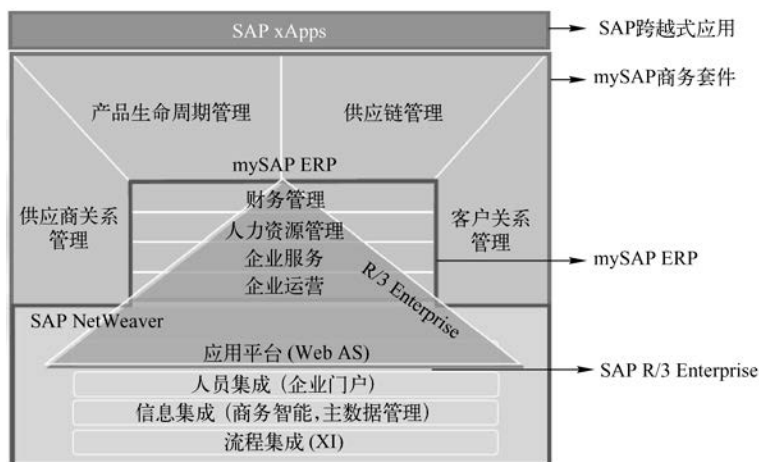 SAP xApps
SAP跨越式应用
mySAP商务套件
产品生命周期管理
供应链管理
mySAP ERP
供应商关系
管理
财务管理
人力资源管理
企业服务
企业运营
客户关系
管理
R/3 Enterprise
mySAP ERP
SAP NetWeaver
应用平台 (Web AS)
SAP R/3 Enterprise
人员集成 (企业门户)
信息集成 (商务智能,主数据管理)
流程集成 (XI)